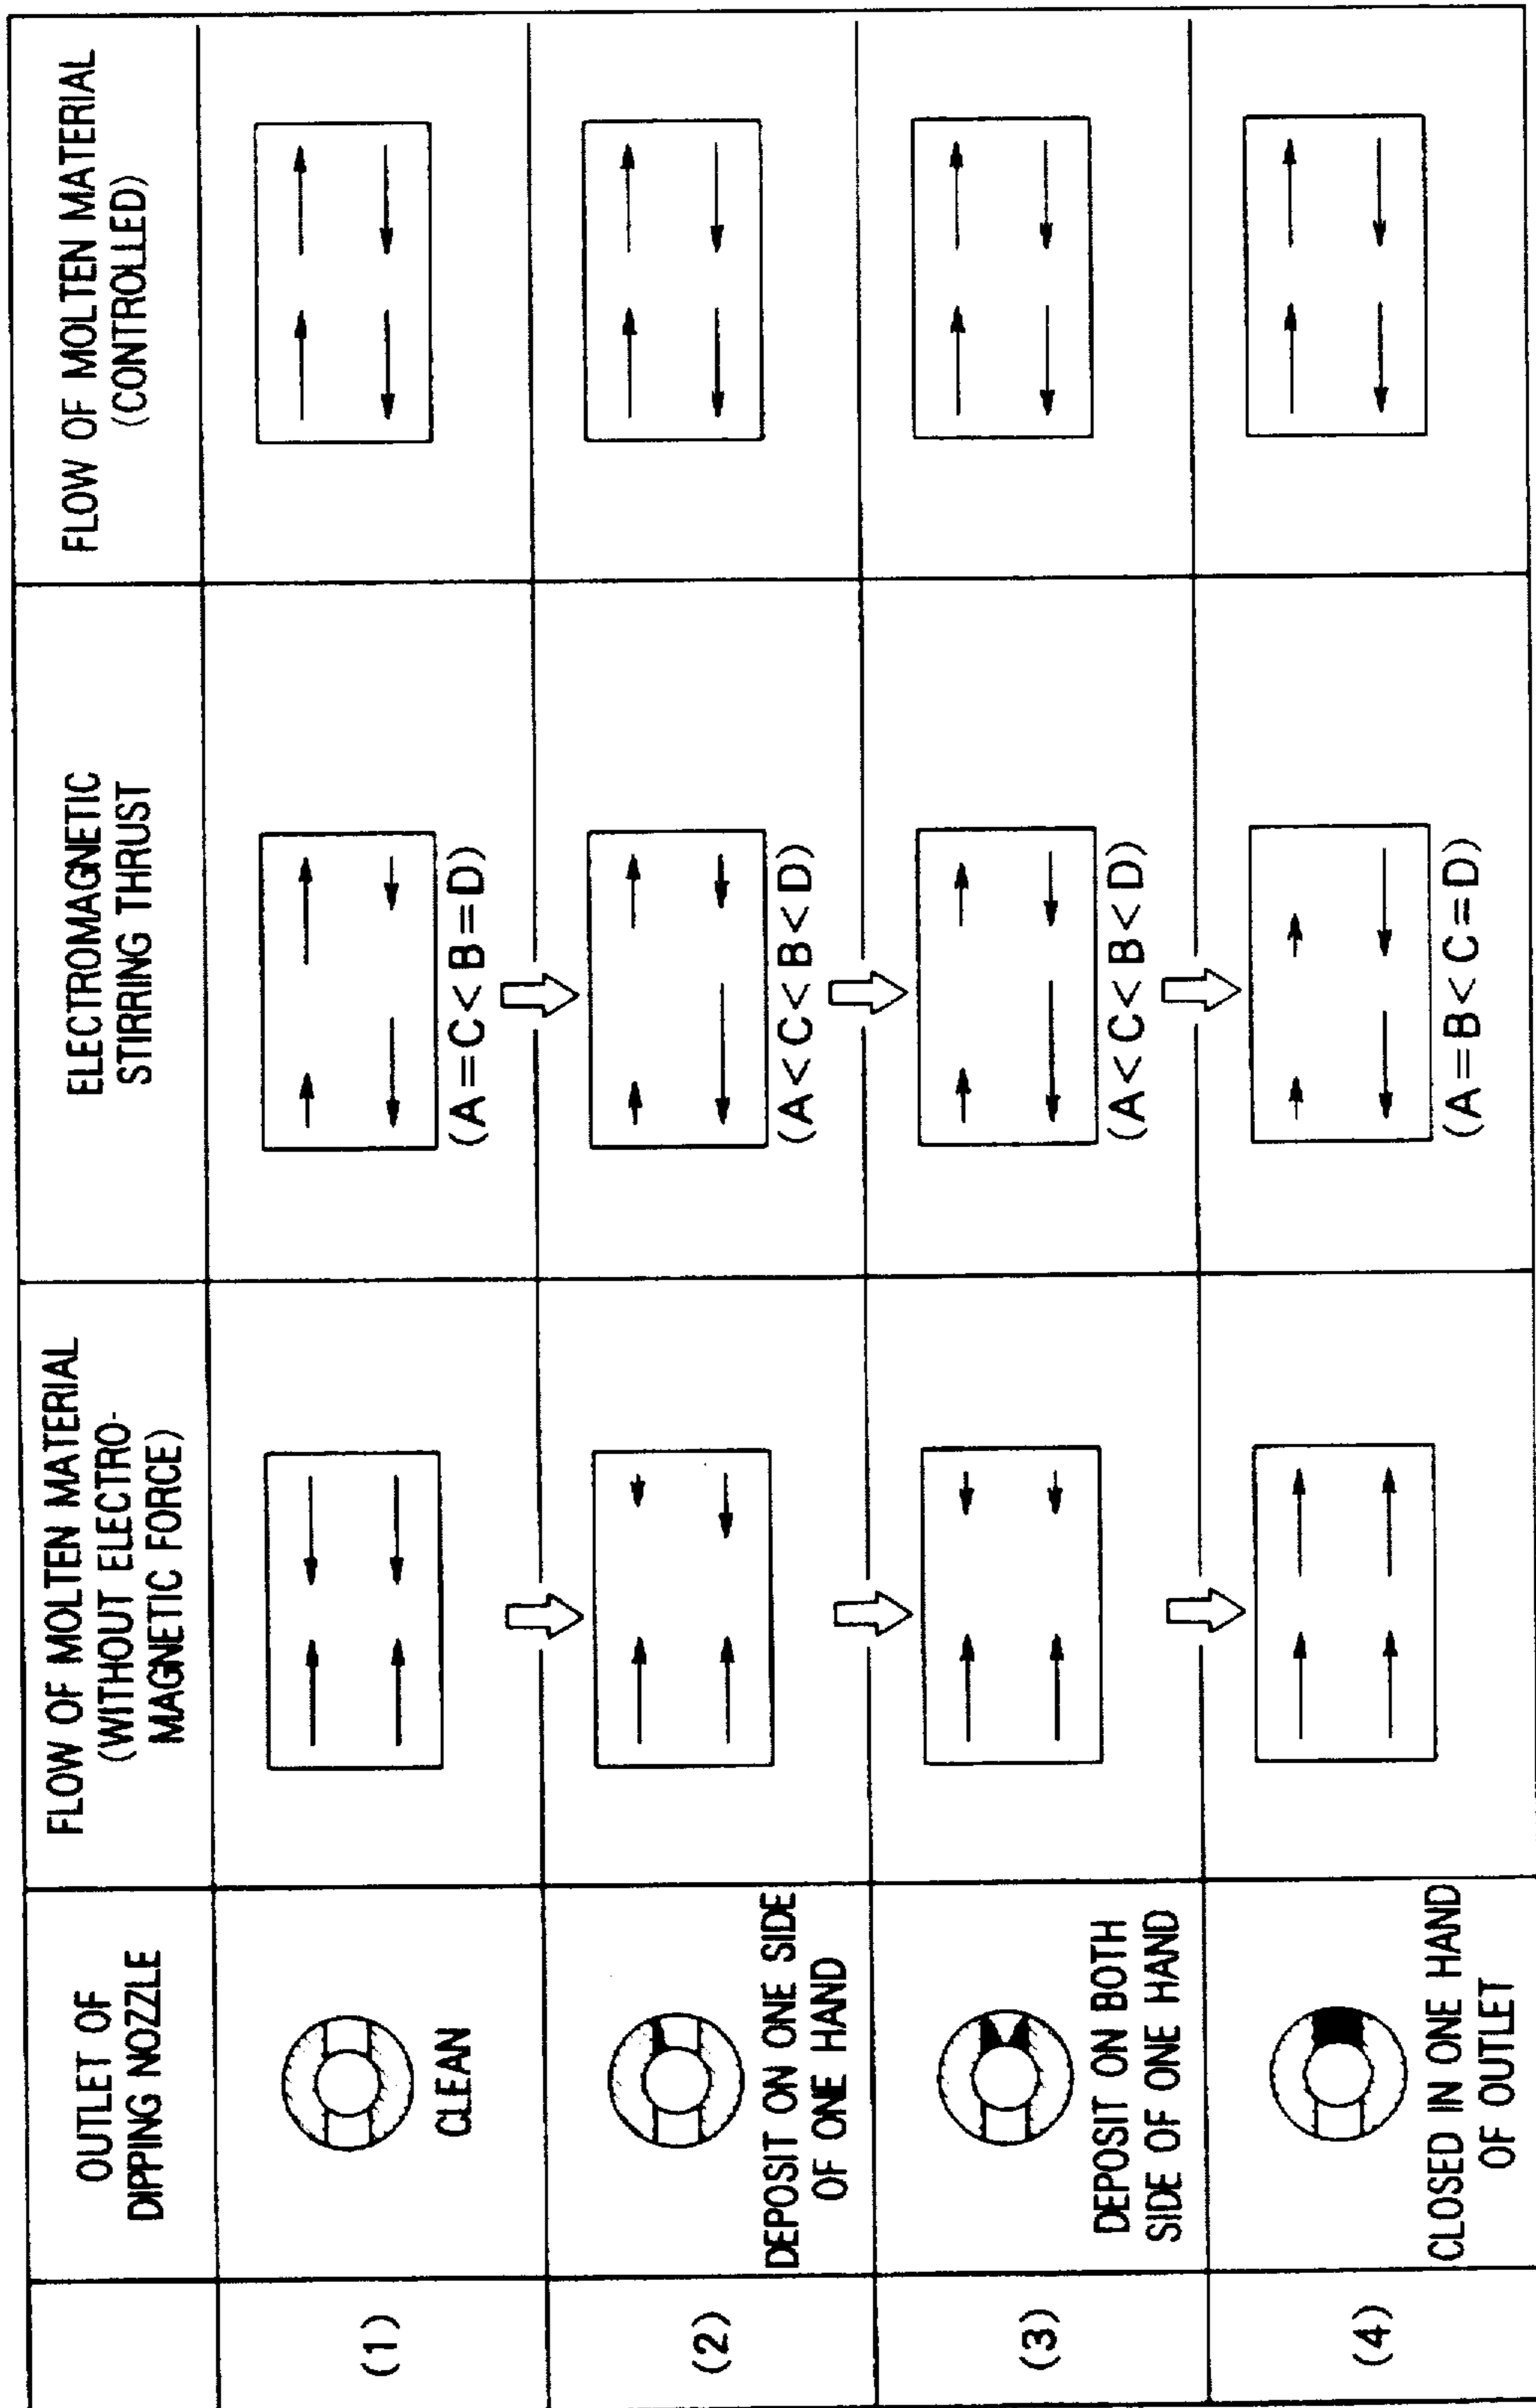 OUTLET OF
DIPPING NOZZLE
FLOW OF MOLTEN MATERIAL
(WITHOUT ELECTRO-
MAGNETIC FORCE)
ELECTROMAGNETIC
STIRRING THRUST
FLOW OF MOLTEN MATERIAL
(CONTROLLED)
(1)
CLEAN
(A=C<B=D)
(2)
DEPOSIT ON ONE SIDE
OF ONE HAND
(A<C<B<D)
(3)
DEPOSIT ON BOTH
SIDE OF ONE HAND
(A<C<B<D)
(4)
CLOSED IN ONE HAND
OF OUTLET
(A=B<C=D)